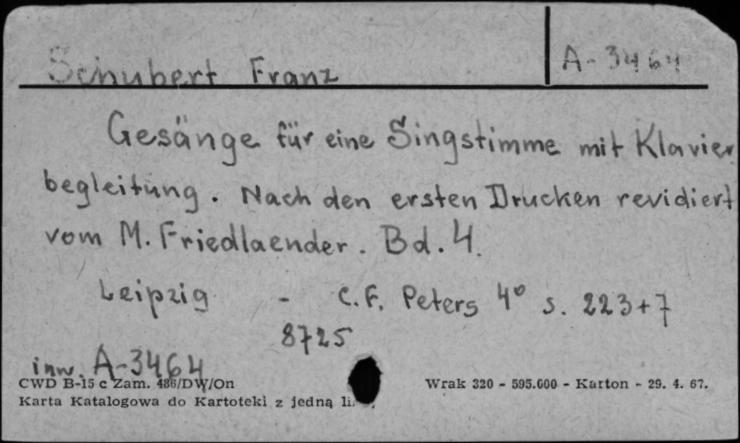 Schubert Franz
A-3464
Gesänge für eine Singstimme mit Klavier
begleitung. Nach den ersten Drucken revidiert
vom M. Friedlaender. Bd. 4.
Leipzig - C. F. Peters 4° s. 223+7
8725
inw. A-3464
CWD B-15 c Zam. 486/DW/On
Wrak 320 - 595.000 - Karton - 29. 4. 67.
Karta Katalogowa do Kartoteki z jedną